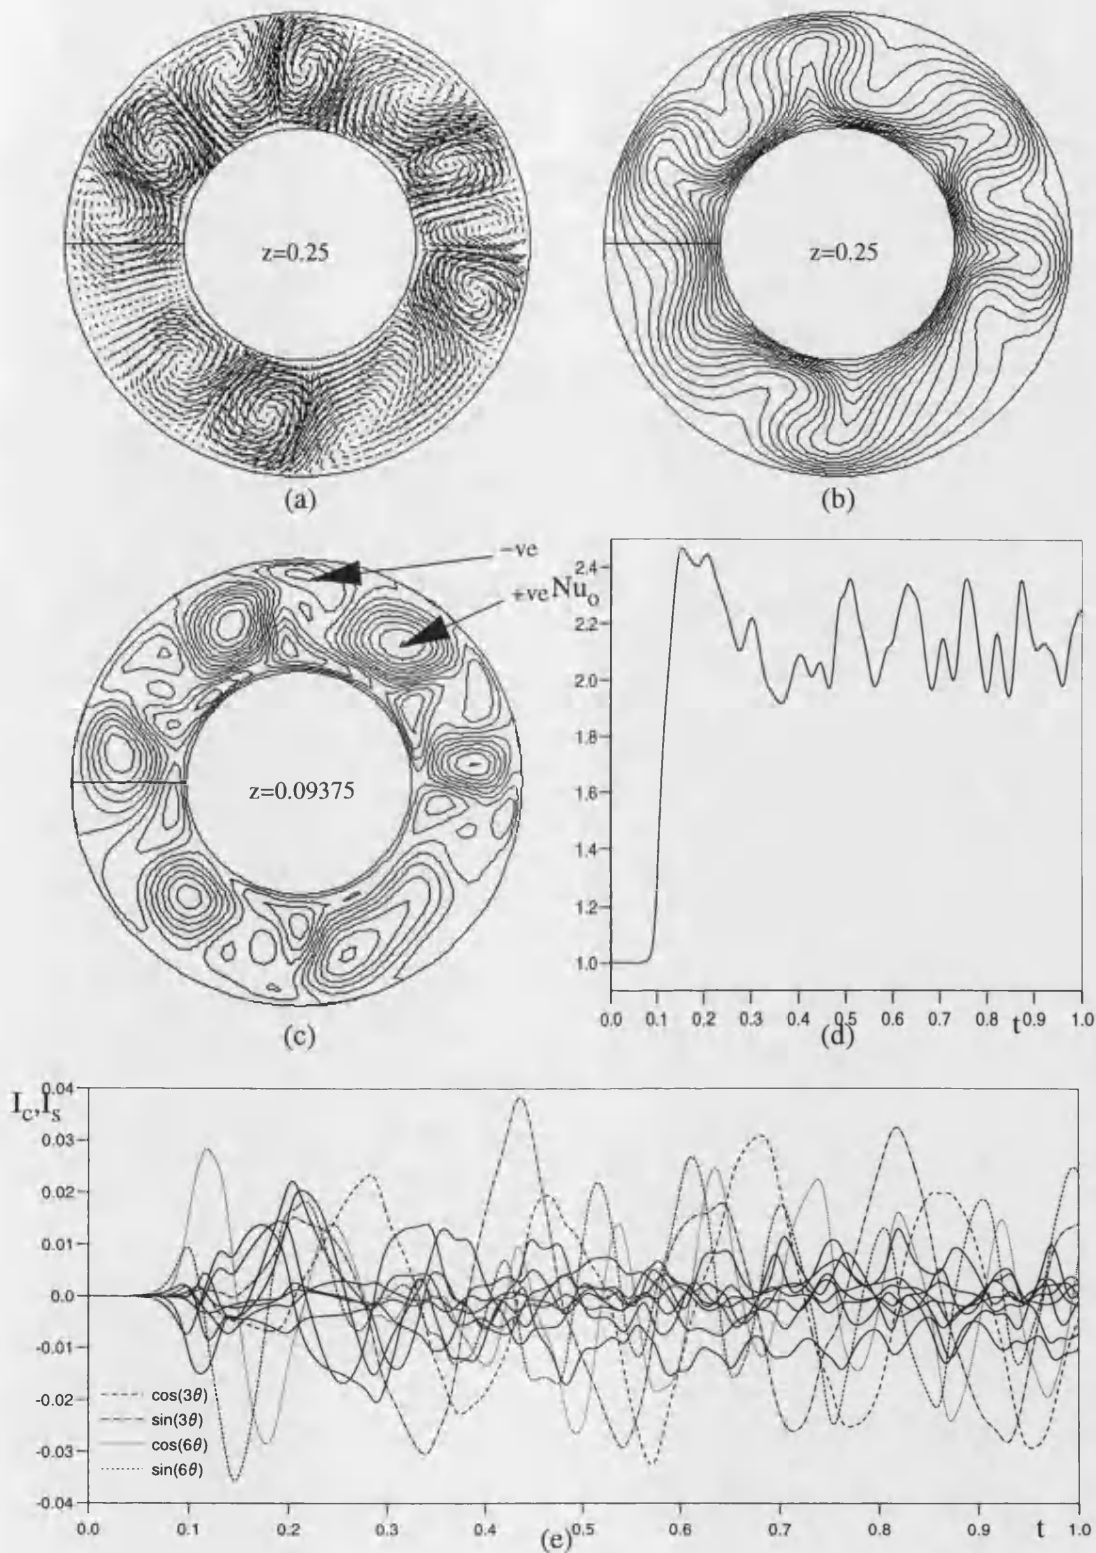 z=0.25
z=0.25
(a)
(b)
−ve
+ve
z=0.09375
(c)
Nuo
2.4
2.2
2.0
1.8
1.6
1.4
1.2
1.0
0.0 0.1 0.2 0.3 0.4 0.5 0.6 0.7 0.8 0.9 1.0
t
(d)
Ic,Is
0.04
0.03
0.02
0.01
0.0
-0.01
-0.02
-0.03
-0.04
cos(3θ)
sin(3θ)
cos(6θ)
sin(6θ)
0.0 0.1 0.2 0.3 0.4 0.5 0.6 0.7 0.8 0.9 1.0
t
(e)